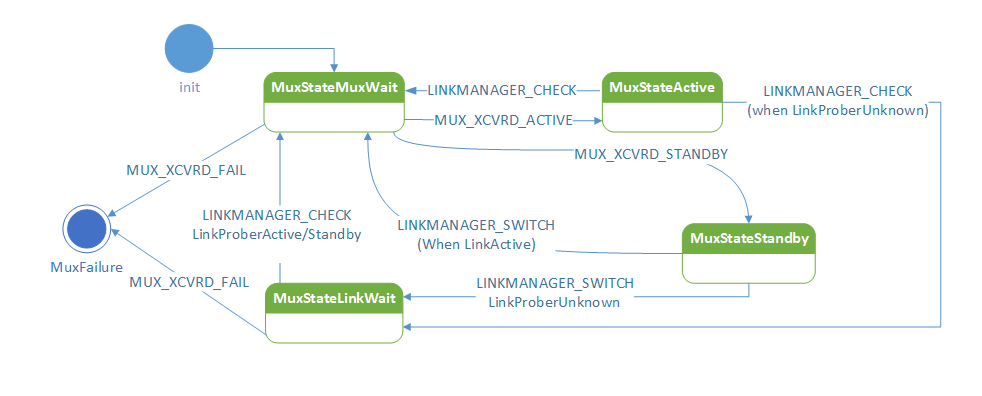 init
MuxStateMuxWait
LINKMANAGER_CHECK
MuxStateActive
LINKMANAGER_CHECK
(when LinkProberUnknown)
MUX_XCVRD_ACTIVE
MUX_XCVRD_STANDBY
MUX_XCVRD_FAIL
LINKMANAGER_CHECK
LinkProberActive/Standby
LINKMANAGER_SWITCH
(When LinkActive)
MuxStateStandby
MuxFailure
MUX_XCVRD_FAIL
MuxStateLinkWait
LINKMANAGER_SWITCH
LinkProberUnknown